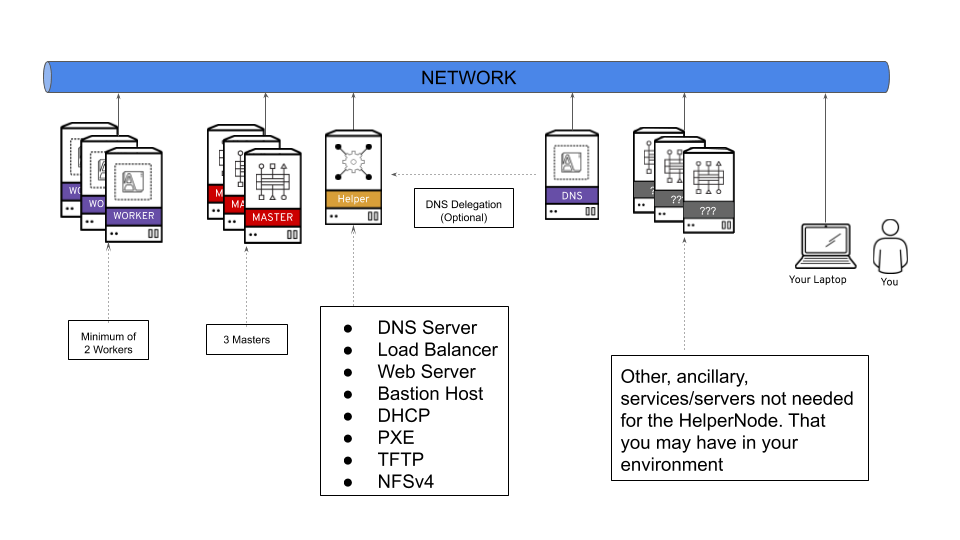 NETWORK
WO
WO
WORKER
M
MA
MASTER
Helper
DNS
?
??
???
DNS Delegation
(Optional)
Your Laptop
You
Minimum of
2 Workers
3 Masters
● DNS Server
● Load Balancer
● Web Server
● Bastion Host
● DHCP
● PXE
● TFTP
● NFSv4
Other, ancillary,
services/servers not needed
for the HelperNode. That
you may have in your
environment